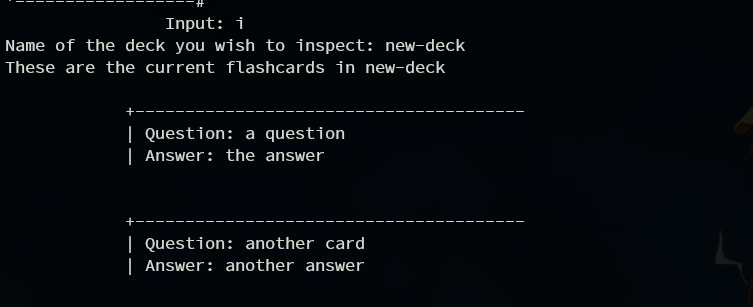 '------------------#
Input: i
Name of the deck you wish to inspect: new-deck
These are the current flashcards in new-deck
+---------------------------------------
| Question: a question
| Answer: the answer
+---------------------------------------
| Question: another card
| Answer: another answer